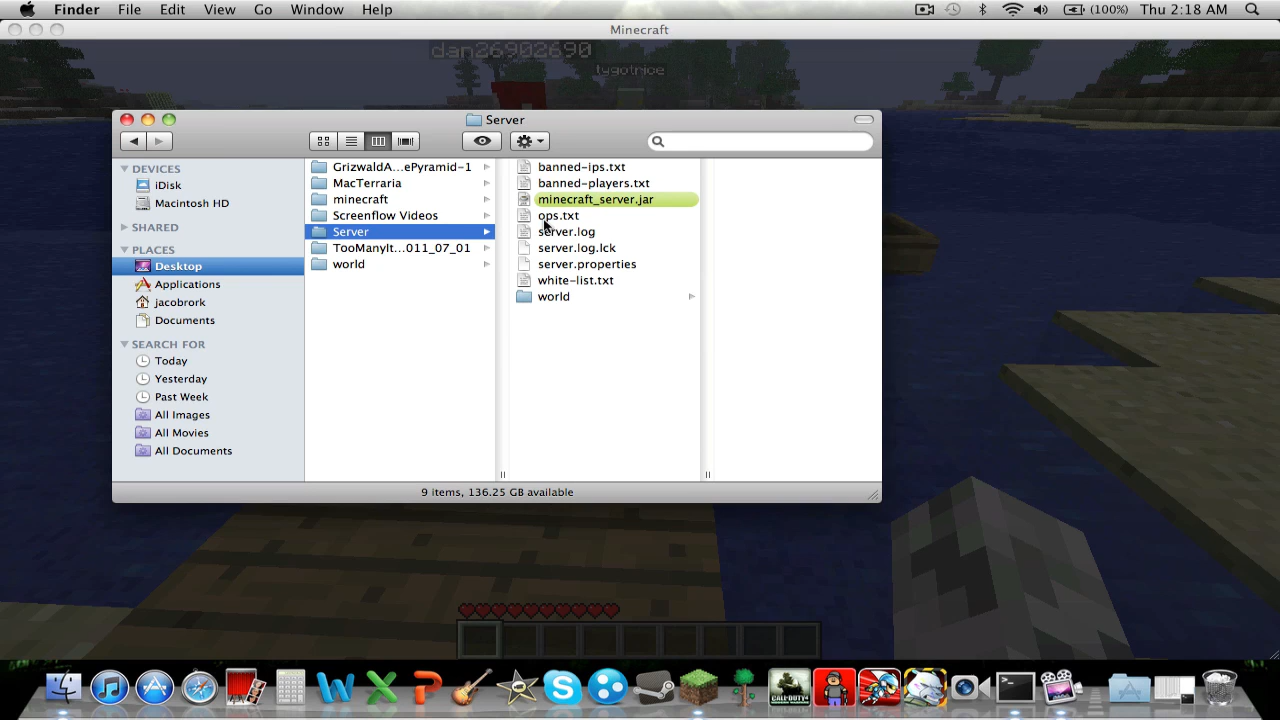 Finder File Edit View Go Window Help (100%) Thu 2:18 AM
Minecraft
dan26902690
tygotrice
Server
DEVICES
iDisk
Macintosh HD
SHARED
PLACES
Desktop
Applications
jacobrork
Documents
SEARCH FOR
Today
Yesterday
Past Week
All Images
All Movies
All Documents
GrizwaldA...ePyramid-1
MacTerraria
minecraft
Screenflow Videos
Server
TooManyIt...011_07_01
world
banned-ips.txt
banned-players.txt
minecraft_server.jar
ops.txt
server.log
server.log.lck
server.properties
white-list.txt
world
9 items, 136.25 GB available